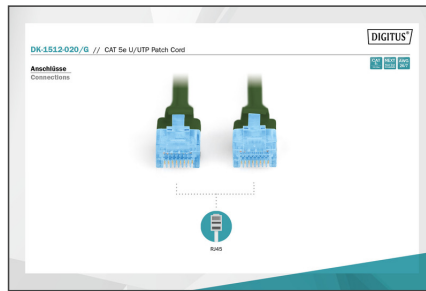 DIGITUS®
DK-1512-020/G // CAT 5e U/UTP Patch Cord
Anschlüsse
Connections
RJ45